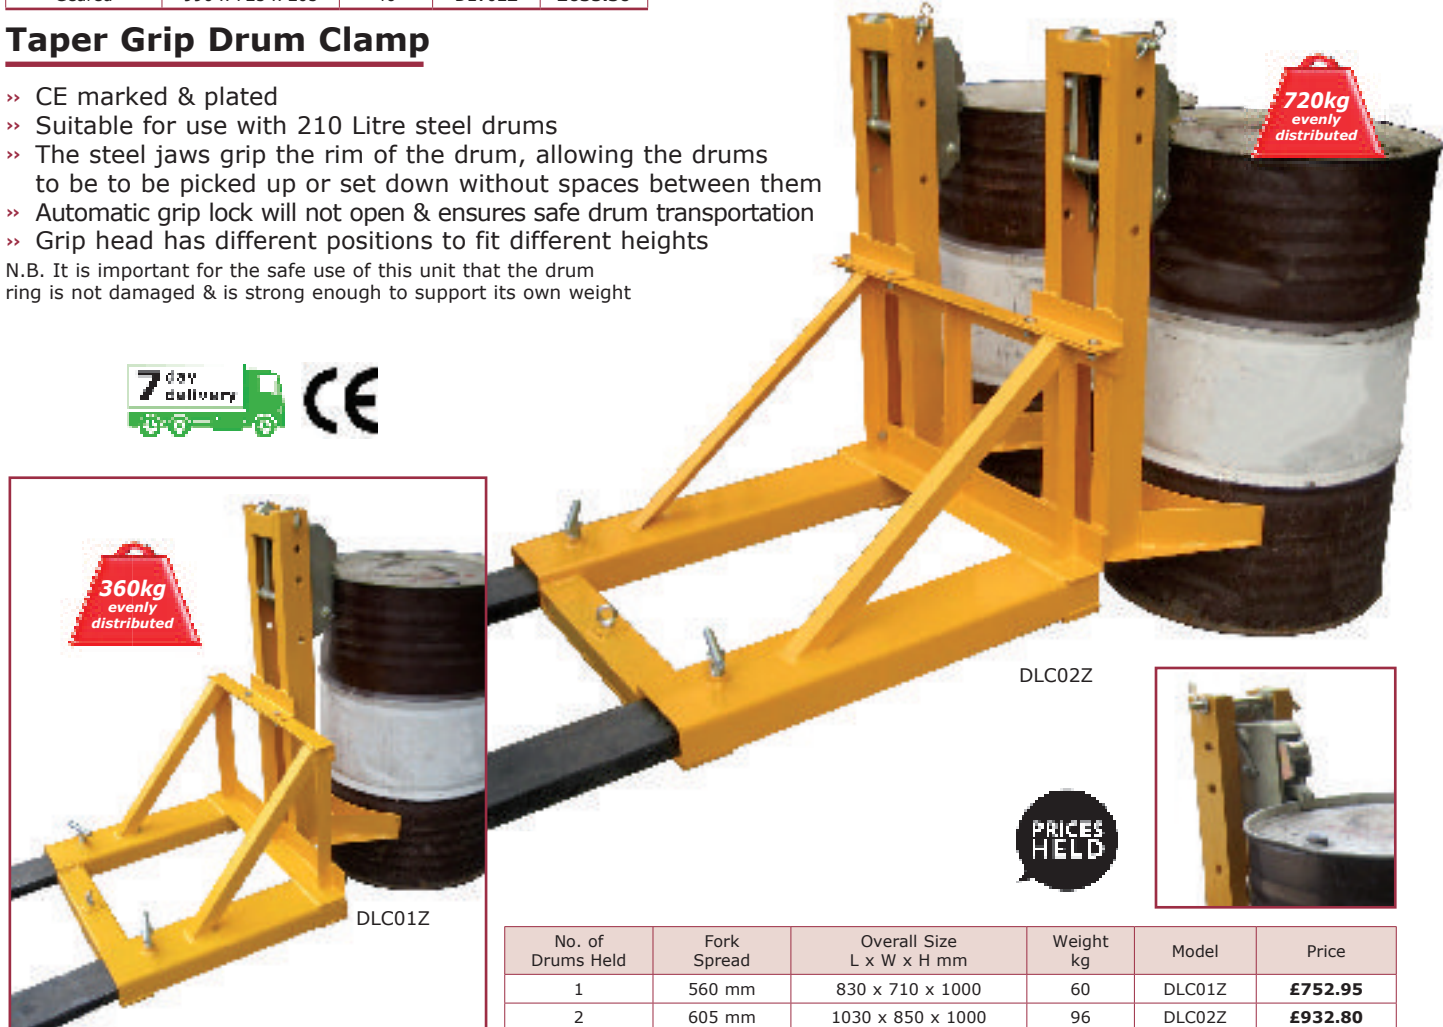 Taper Grip Drum Clamp
›› CE marked & plated
›› Suitable for use with 210 Litre steel drums
›› The steel jaws grip the rim of the drum, allowing the drums
to be to be picked up or set down without spaces between them
›› Automatic grip lock will not open & ensures safe drum transportation
›› Grip head has different positions to fit different heights
N.B. It is important for the safe use of this unit that the drum
ring is not damaged & is strong enough to support its own weight
720kg
evenly
distributed
7 day
delivery
CE
360kg
evenly
distributed
DLC01Z
DLC02Z
PRICES
HELD
No. of Drums Held Fork Spread Overall Size L x W x H mm Weight kg Model Price
1 560 mm 830 x 710 x 1000 60 DLC01Z £752.95
2 605 mm 1030 x 850 x 1000 96 DLC02Z £932.80